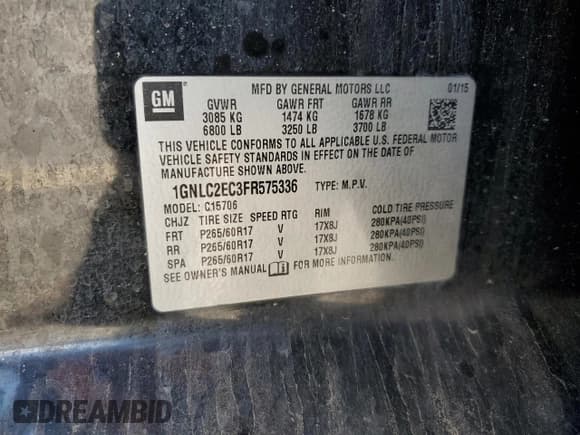 GM
MFD BY GENERAL MOTORS LLC 01/15
GVWR GAWR FRT GAWR RR
3085 KG 1474 KG 1678 KG
6800 LB 3250 LB 3700 LB
THIS VEHICLE CONFORMS TO ALL APPLICABLE U.S. FEDERAL MOTOR
VEHICLE SAFETY STANDARDS IN EFFECT ON THE DATE OF
MANUFACTURE SHOWN ABOVE.
1GNLC2EC3FR575336 TYPE: M.P.V.
MODEL: C15706
CHJZ TIRE SIZE SPEED RTG RIM COLD TIRE PRESSURE
FRT P265/60R17 V 17X8J 280KPA(40PSI)
RR P265/60R17 V 17X8J 280KPA(40PSI)
SPA P265/60R17 V 17X8J 280KPA(40PSI)
SEE OWNER'S MANUAL FOR MORE INFORMATION.
DREAMBID